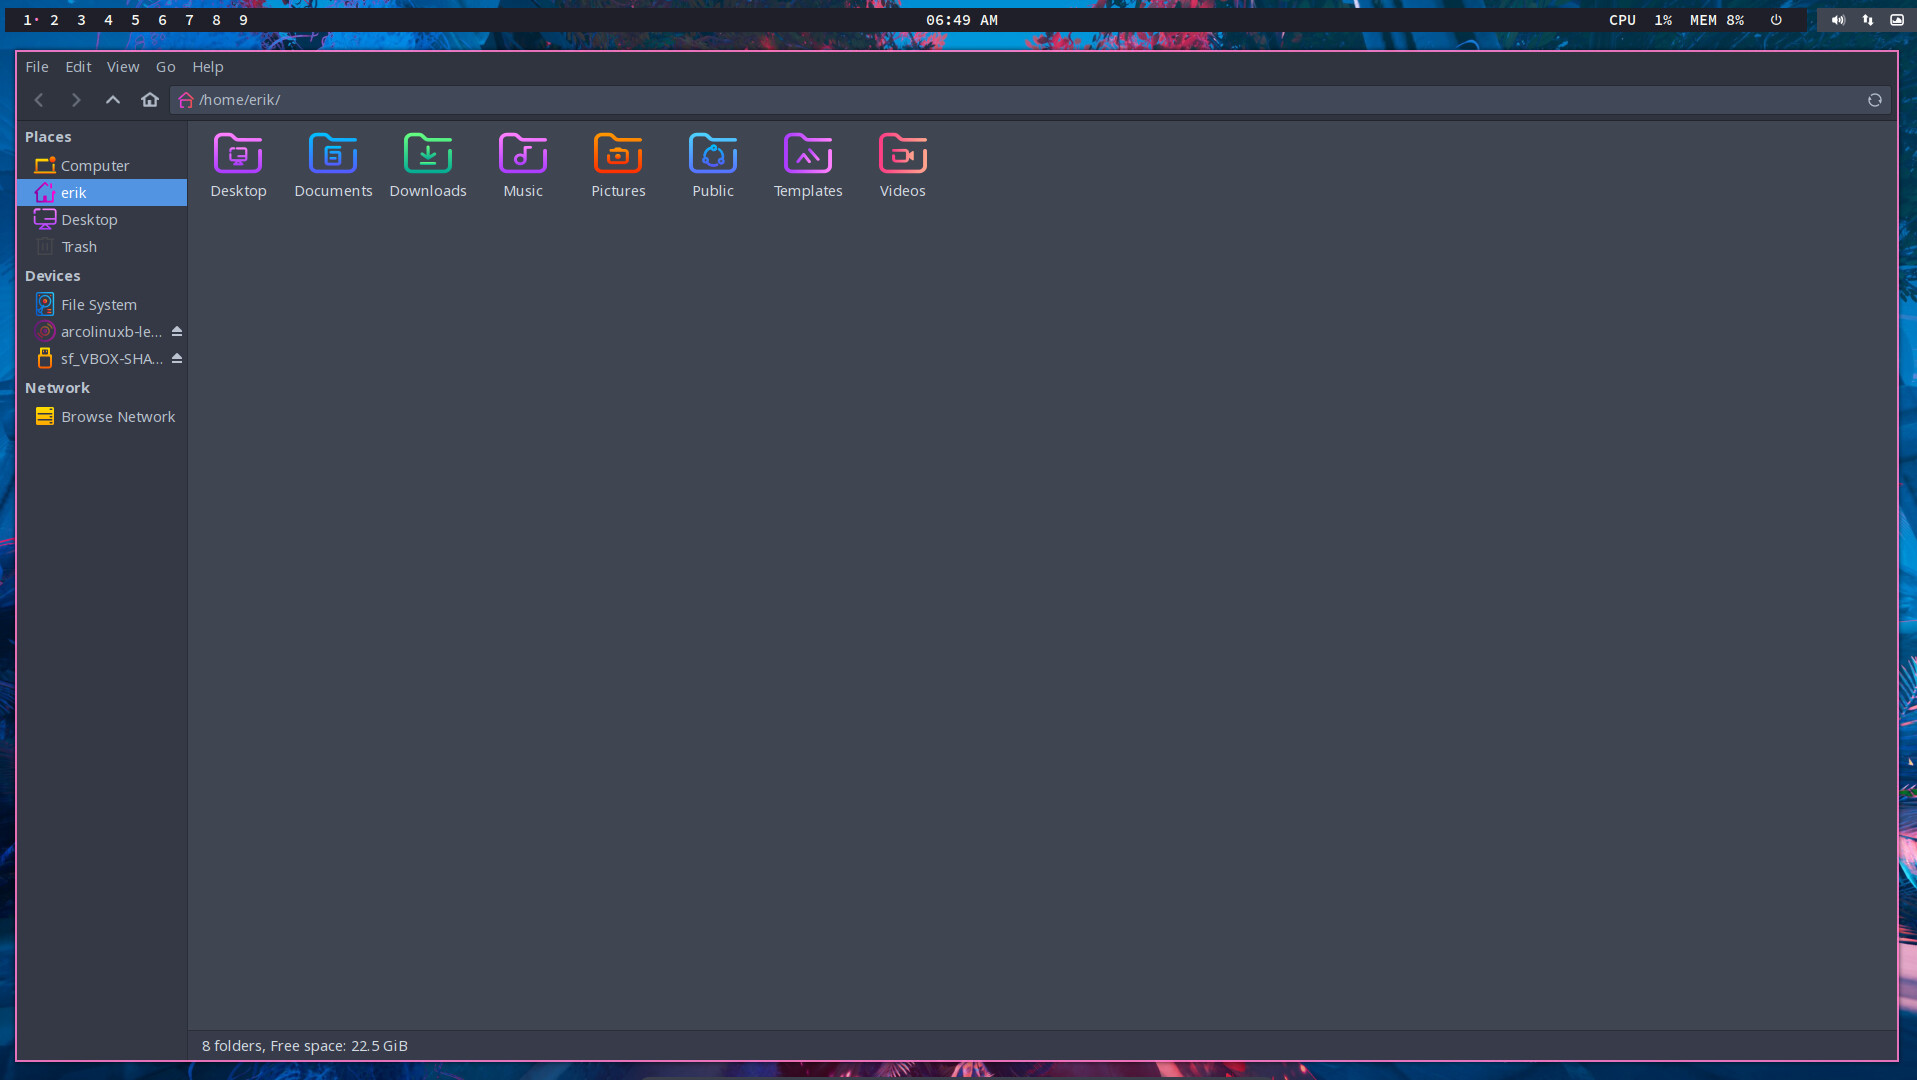 1 2 3 4 5 6 7 8 9 06:49 AM CPU 1% MEM 8%
File Edit View Go Help
/home/erik/
Places
Computer
erik
Desktop
Trash
Devices
File System
arcolinuxb-le...
sf_VBOX-SHA...
Network
Browse Network
Desktop Documents Downloads Music Pictures Public Templates Videos
8 folders, Free space: 22.5 GiB